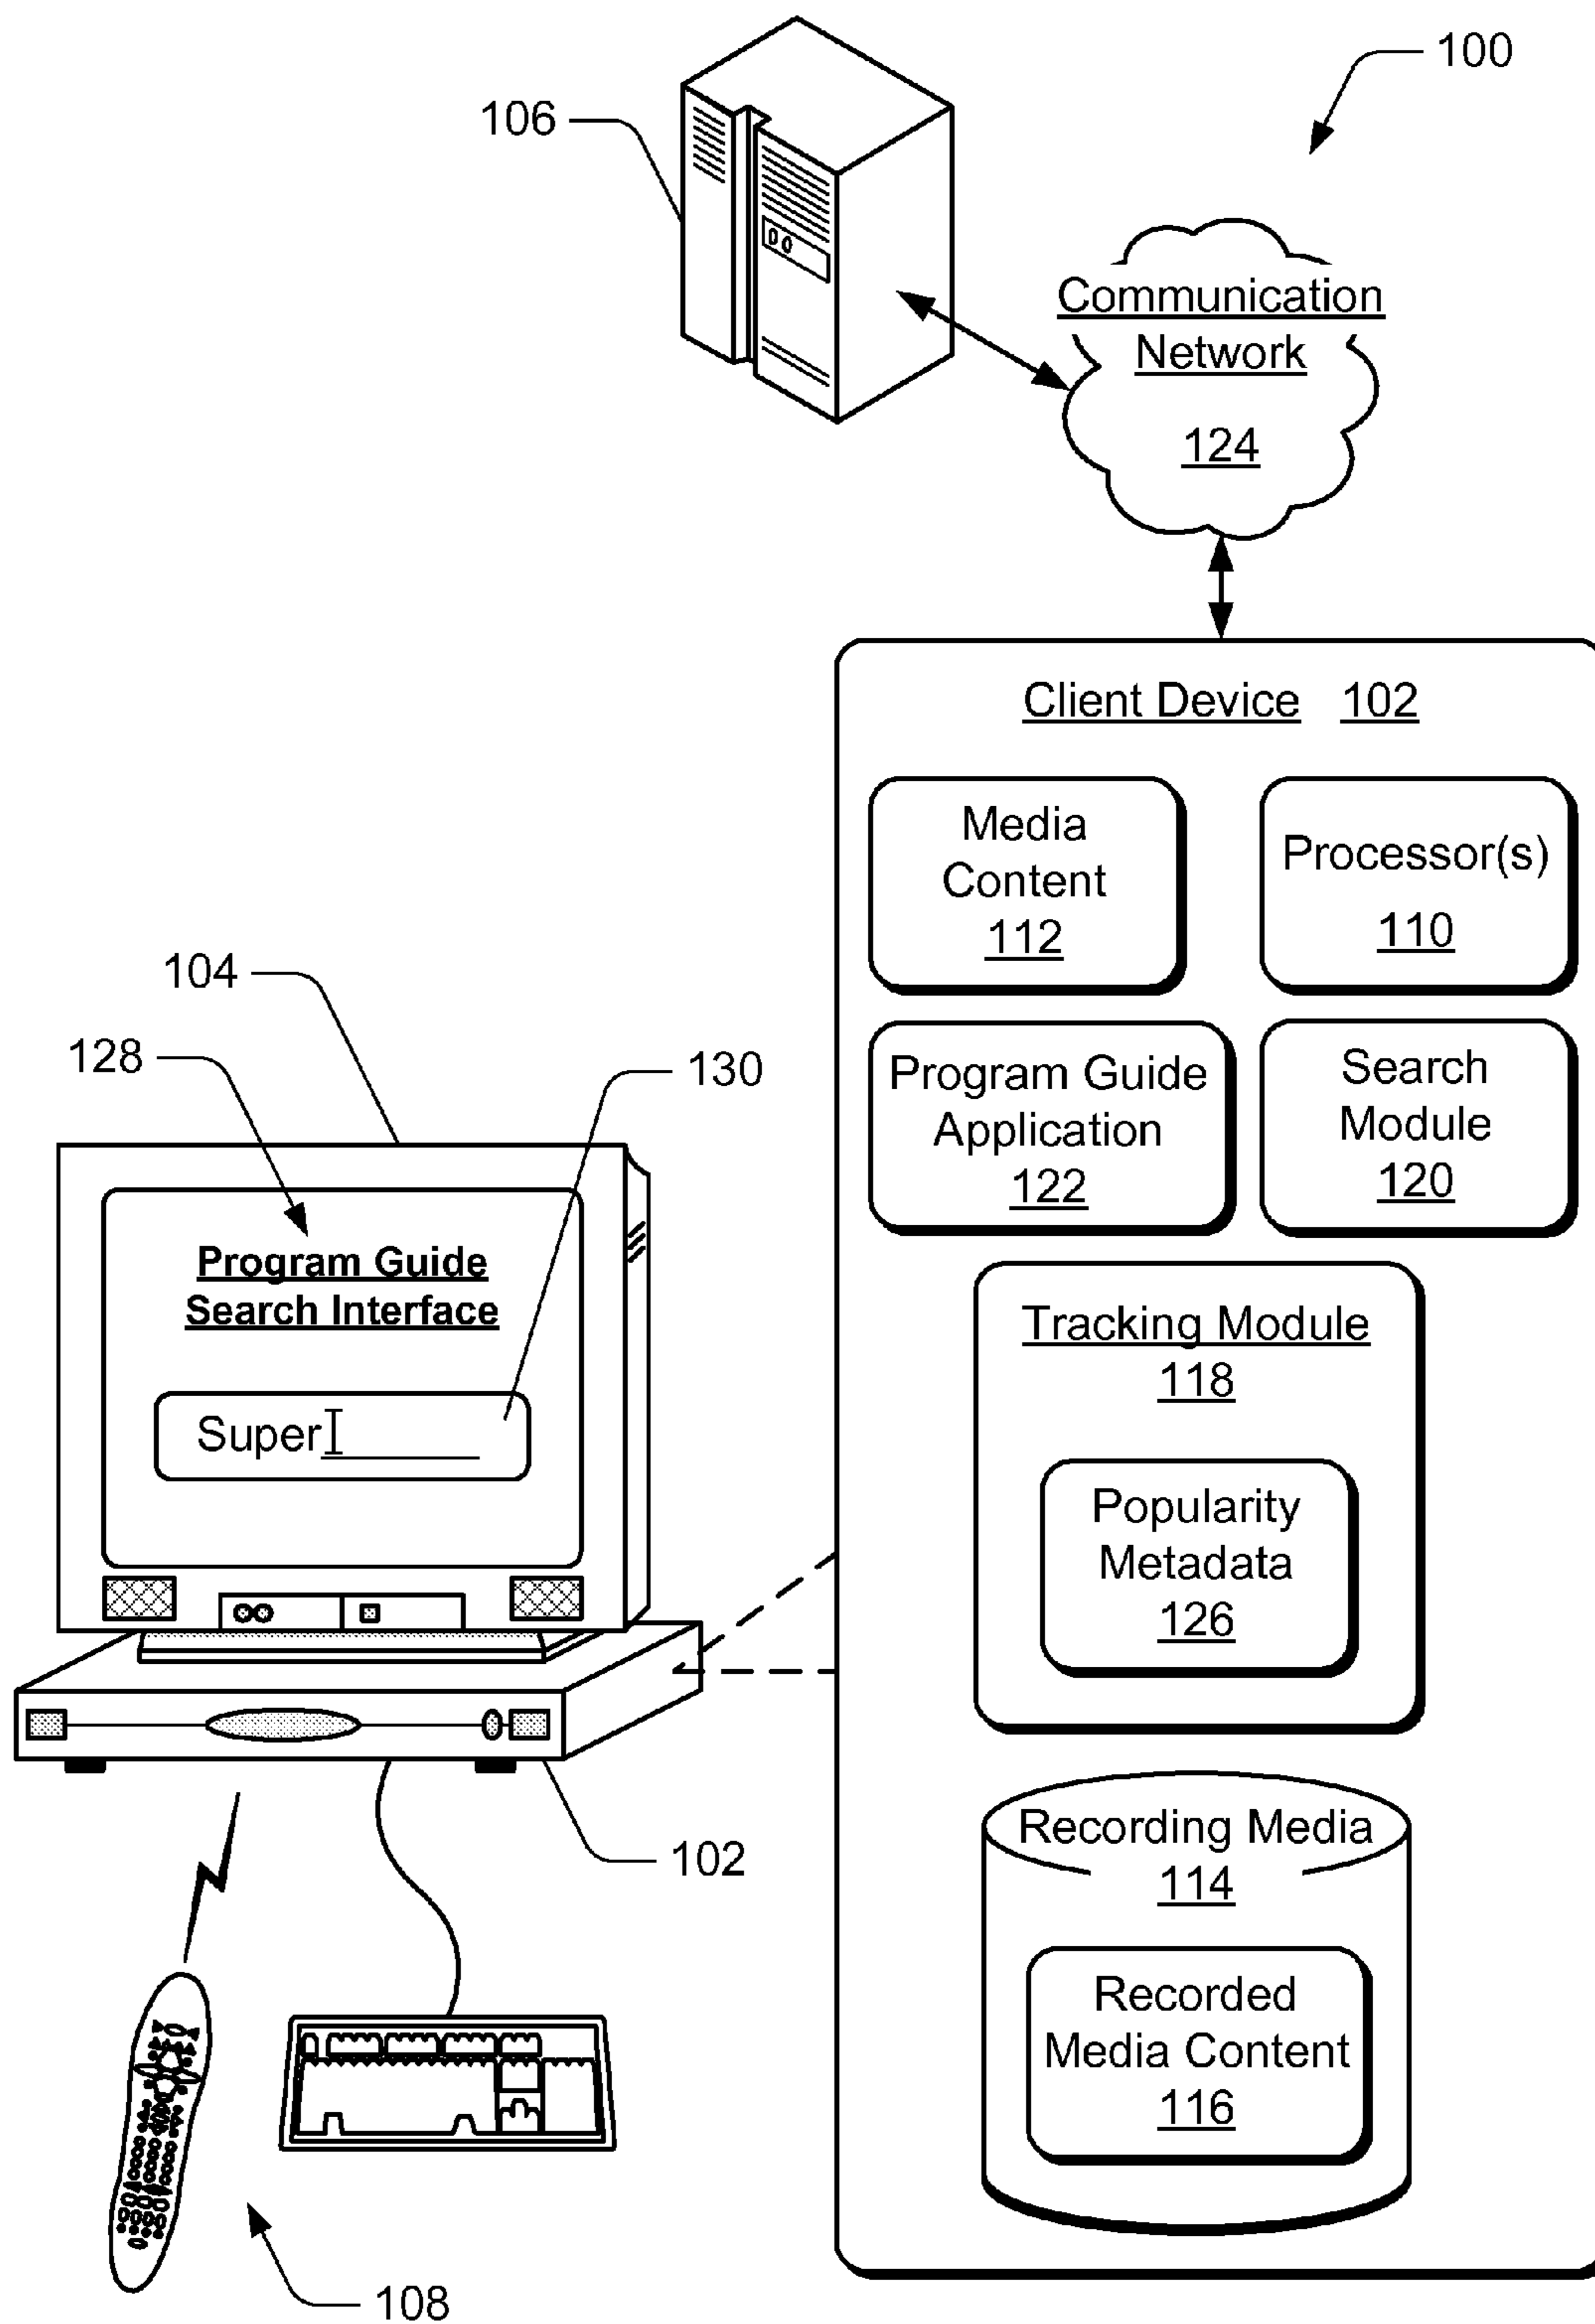 100
106
Communication
Network
124
Client Device 102
Media
Content
112
Processor(s)
110
104
128
130
Program Guide
Application
122
Search
Module
120
Program Guide
Search Interface
Super
Tracking Module
118
Popularity
Metadata
126
102
Recording Media
114
Recorded
Media Content
116
108